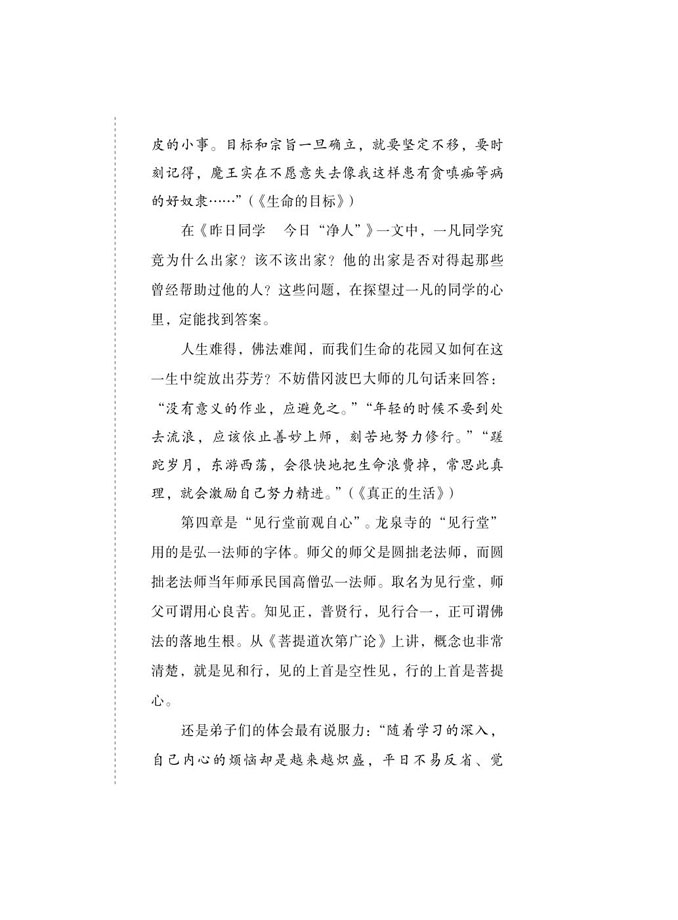 皮的小事。目标和宗旨一旦确立，就要坚定不移，要时
刻记得，魔王实在不愿意失去像我这样患有贪嗔痴等病
的好奴隶……”(《生命的目标》)
在《昨日同学　今日“净人”》一文中，一凡同学究
竟为什么出家？该不该出家？他的出家是否对得起那些
曾经帮助过他的人？这些问题，在探望过一凡的同学的心
里，定能找到答案。
人生难得，佛法难闻，而我们生命的花园又如何在这
一生中绽放出芬芳？不妨借冈波巴大师的几句话来回答：
“没有意义的作业，应避免之。”“年轻的时候不要到处
去流浪，应该依止善妙上师，刻苦地努力修行。”“蹉
跎岁月，东游西荡，会很快地把生命浪费掉，常思此真
理，就会激励自己努力精进。”(《真正的生活》)
第四章是“见行堂前观自心”。龙泉寺的“见行堂”
用的是弘一法师的字体。师父的师父是圆拙老法师，而圆
拙老法师当年师承民国高僧弘一法师。取名为见行堂，师
父可谓用心良苦。知见正，普贤行，见行合一，正可谓佛
法的落地生根。从《菩提道次第广论》上讲，概念也非常
清楚，就是见和行，见的上首是空性见，行的上首是菩提
心。
还是弟子们的体会最有说服力：“随着学习的深入，
自己内心的烦恼却是越来越炽盛，平日不易反省、觉